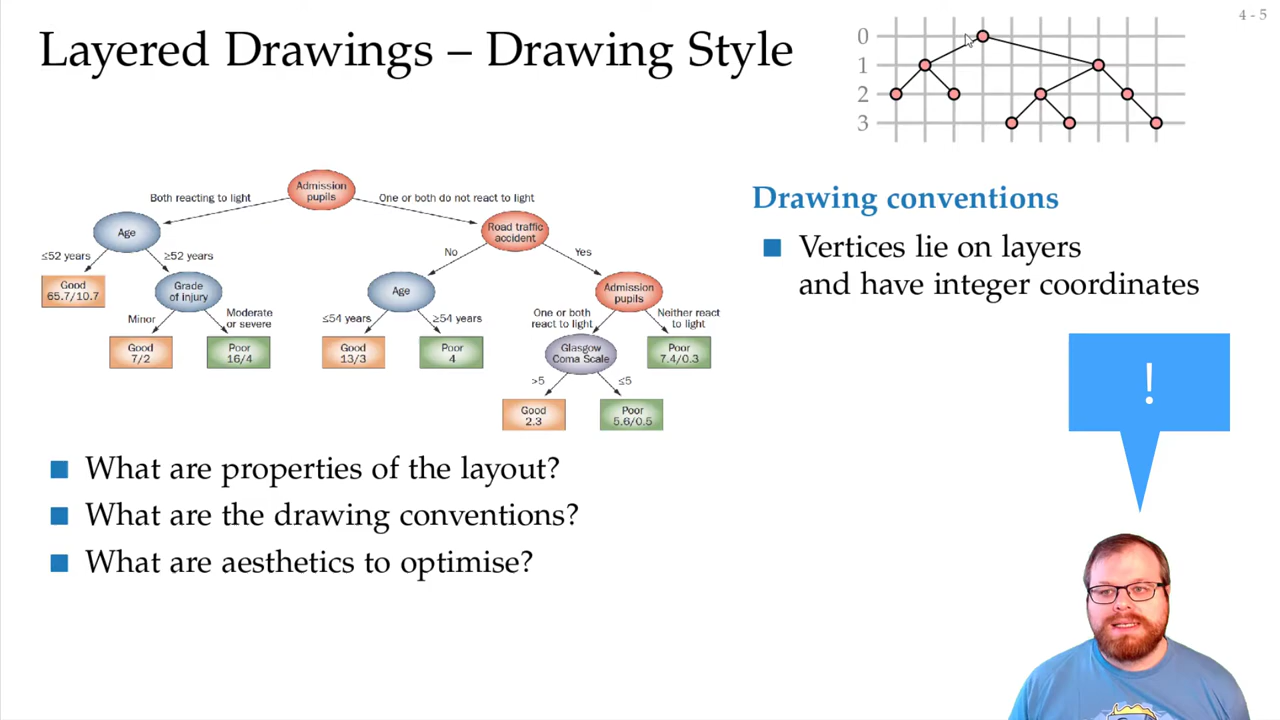 4 - 5
Layered Drawings – Drawing Style
0
1
2
3
Admission
pupils
Both reacting to light
One or both do not react to light
Age
Road traffic
accident
≤52 years
≥52 years
No
Yes
Good
65.7/10.7
Grade
of injury
Age
Admission
pupils
Minor
Moderate
or severe
≤54 years
≥54 years
One or both
react to light
Neither react
to light
Good
7/2
Poor
16/4
Good
13/3
Poor
4
Glasgow
Coma Scale
Poor
7.4/0.3
>5
≤5
Good
2.3
Poor
5.6/0.5
Drawing conventions
Vertices lie on layers
and have integer coordinates
!
What are properties of the layout?
What are the drawing conventions?
What are aesthetics to optimise?